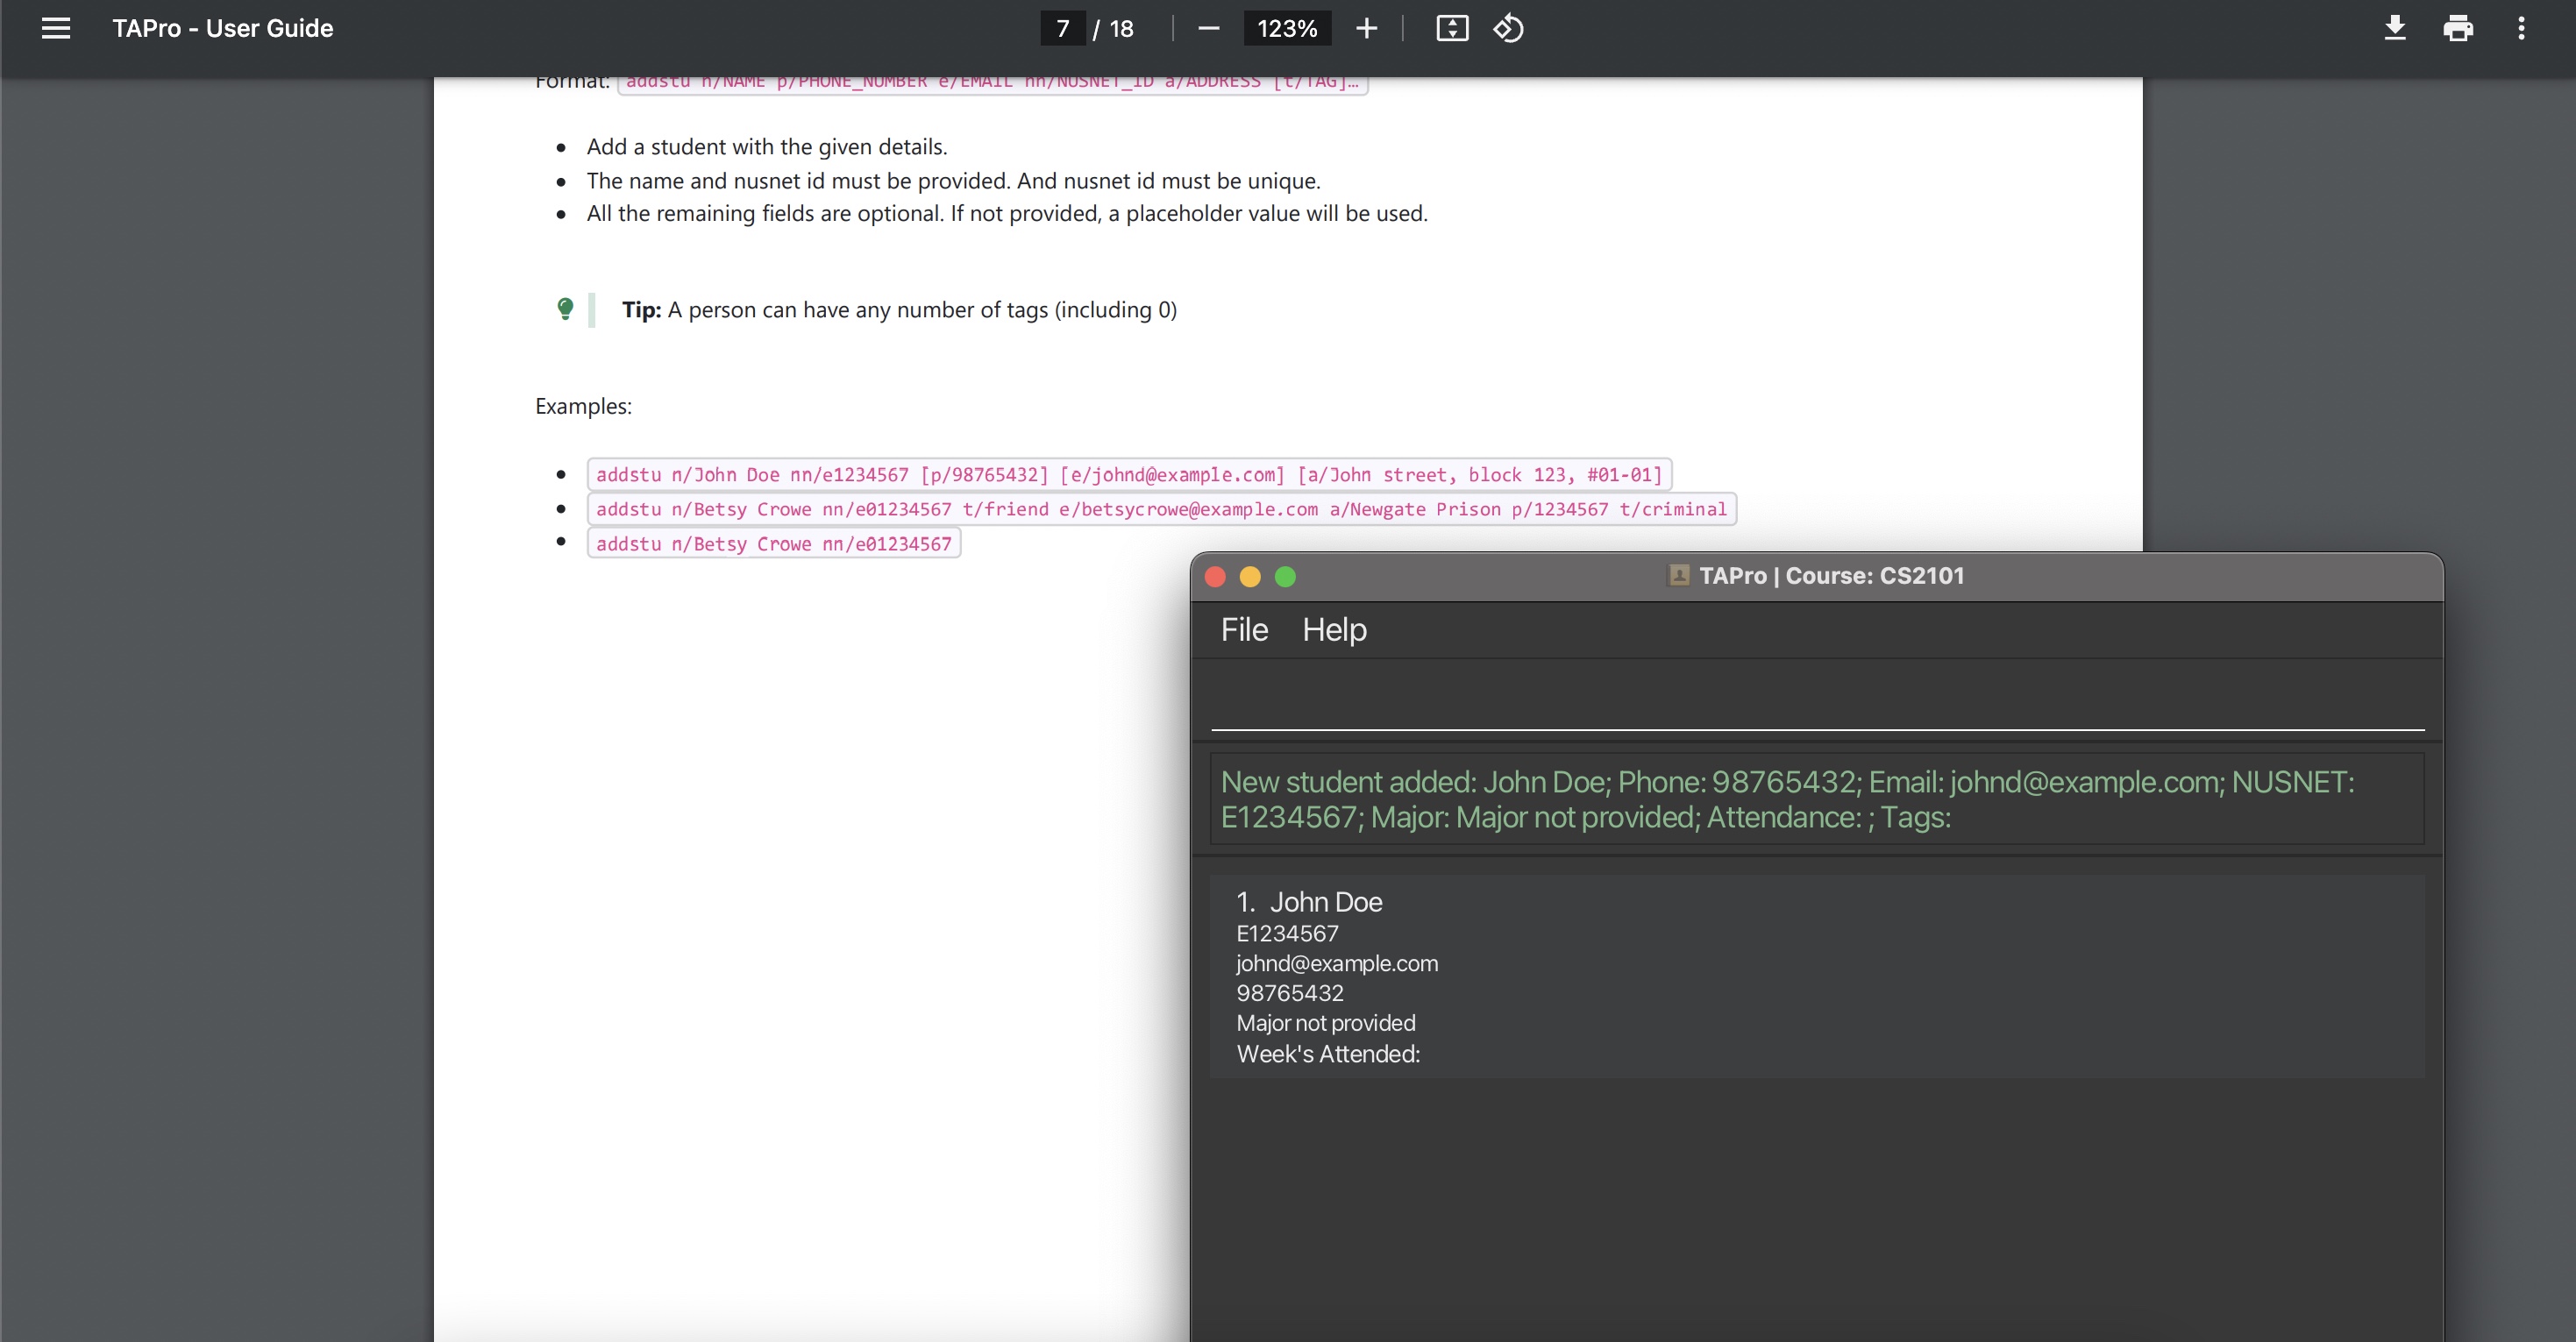 TAPro - User Guide
7 / 18
123%
Format: addstu n/NAME p/PHONE_NUMBER e/EMAIL nn/NUSNET_ID a/ADDRESS [t/TAG]…
Add a student with the given details.
The name and nusnet id must be provided. And nusnet id must be unique.
All the remaining fields are optional. If not provided, a placeholder value will be used.
Tip: A person can have any number of tags (including 0)
Examples:
addstu n/John Doe nn/e1234567 [p/98765432] [e/johnd@example.com] [a/John street, block 123, #01-01]
addstu n/Betsy Crowe nn/e01234567 t/friend e/betsycrowe@example.com a/Newgate Prison p/1234567 t/criminal
addstu n/Betsy Crowe nn/e01234567
TAPro | Course: CS2101
File Help
New student added: John Doe; Phone: 98765432; Email: johnd@example.com; NUSNET:
E1234567; Major: Major not provided; Attendance: ; Tags:
1. John Doe
E1234567
johnd@example.com
98765432
Major not provided
Week's Attended: